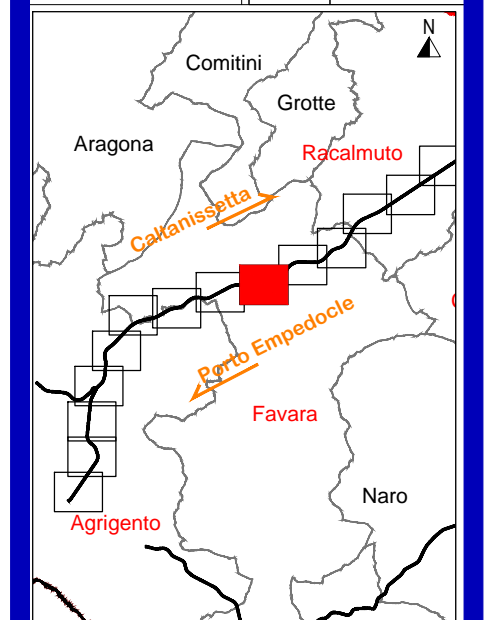 N
Comitini
Grotte
Aragona
Racalmuto
Caltanissetta
Porto Empedocle
Favara
Naro
Agrigento